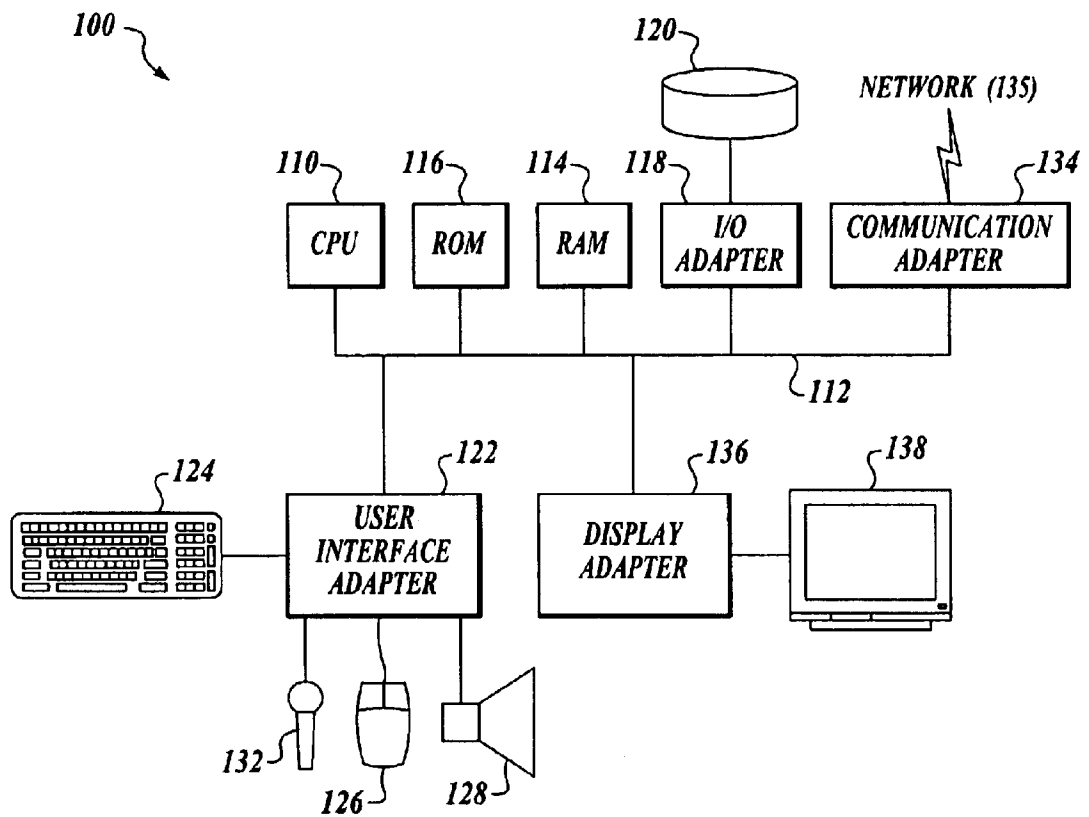 100
120
NETWORK (135)
110
116
114
118
134
CPU
ROM
RAM
I/O
ADAPTER
COMMUNICATION
ADAPTER
112
122
136
138
124
USER
INTERFACE
ADAPTER
DISPLAY
ADAPTER
132
126
128